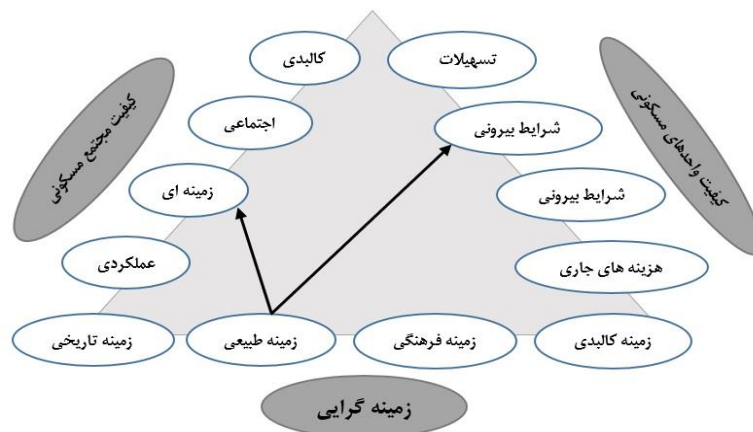 کالبدی
تسهیلات
اجتماعی
شرایط بیرونی
کیفیت مجتمع مسکونی
کیفیت واحدهای مسکونی
زمینه ای
شرایط بیرونی
عملکردی
هزینه های جاری
زمینه تاریخی
زمینه طبیعی
زمینه فرهنگی
زمینه کالبدی
زمینه گرایی